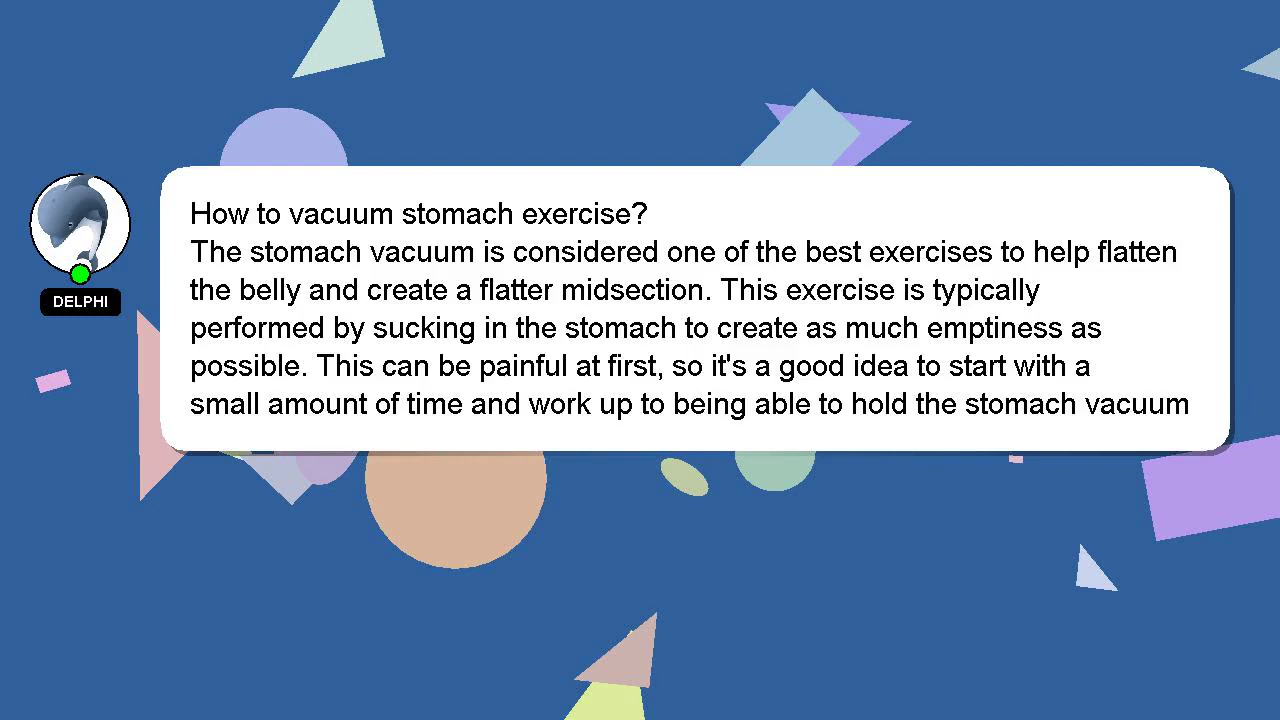 How to vacuum stomach exercise?
The stomach vacuum is considered one of the best exercises to help flatten
the belly and create a flatter midsection. This exercise is typically
performed by sucking in the stomach to create as much emptiness as
possible. This can be painful at first, so it's a good idea to start with a
small amount of time and work up to being able to hold the stomach vacuum
DELPHI